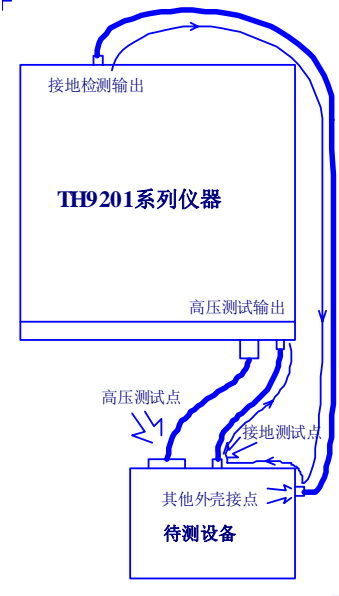 接地检测输出
TH9201系列仪器
高压测试输出
高压测试点
接地测试点
其他外壳接点
待测设备